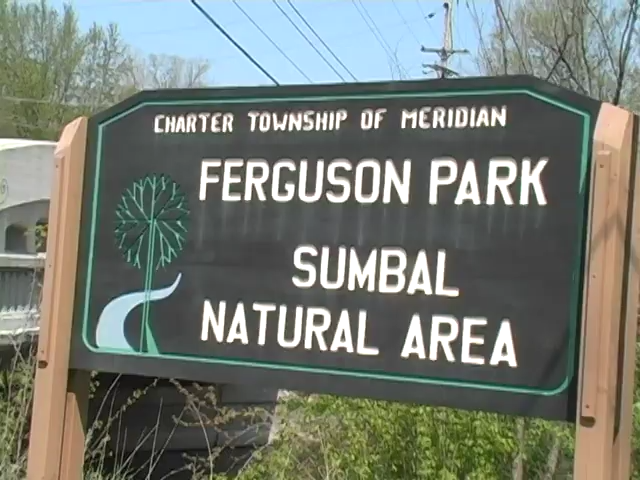 CHARTER TOWNSHIP OF MERIDIAN
FERGUSON PARK
SUMBAL
NATURAL AREA